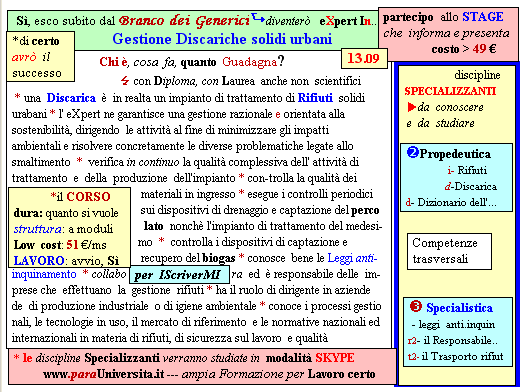 Sì, esco subito dal Branco dei Generici diventerò eXpert In..
Gestione Discariche solidi urbani
partecipo allo STAGE
che informa e presenta
costo > 49 €
*di certo
avrò il
successo
Chi è, cosa fa, quanto Guadagna?
13.09
con Diploma, con Laurea anche non scientifici
* una Discarica è in realta un impianto di trattamento di Rifiuti solidi
urabani * l' eXpert ne garantisce una gestione razionale e orientata alla
sostenibilità, dirigendo le attività al fine di minimizzare gli impatti
ambientali e risolvere concretamente le diverse problematiche legate allo
smaltimento * verifica in continuo la qualità complessiva dell' attività di
trattamento e della produzione dell'impianto * con-trolla la qualità dei
materiali in ingresso * esegue i controlli periodici
sui dispositivi di drenaggio e captazione del perco
lato nonchè l'impianto di trattamento del medesi-
mo * controlla i dispositivi di captazione e
recupero del biogas * conosce bene le Leggi anti-
inquinamento * collabo per IScriverMI ra ed è responsabile delle im-
prese che effettuano la gestione rifiuti * ha il ruolo di dirigente in aziende
de di produzione industriale o di igiene ambientale * conosce i processi gestio
nali, le tecnologie in uso, il mercato di riferimento e le normative nazionali ed
internazionali in materia di rifiuti, di sicurezza sul lavoro e qualità
*il CORSO
dura: quanto si vuole
struttura: a moduli
Low cost: 51 €/ms
LAVORO: avvio, Sì
* le discipline Specializzanti verranno studiate in modalità SKYPE
www.paraUniversita.it --- ampia Formazione per Lavoro certo
discipline
SPECIALIZZANTI
da conoscere
e da studiare
2Propedeutica
i- Rifiuti
d-Discarica
d- Dizionario dell'...
Competenze
trasversali
3 Specialistica
- leggi anti.inquin
r2- il Responsabile..
t2- il Trasporto rifiut